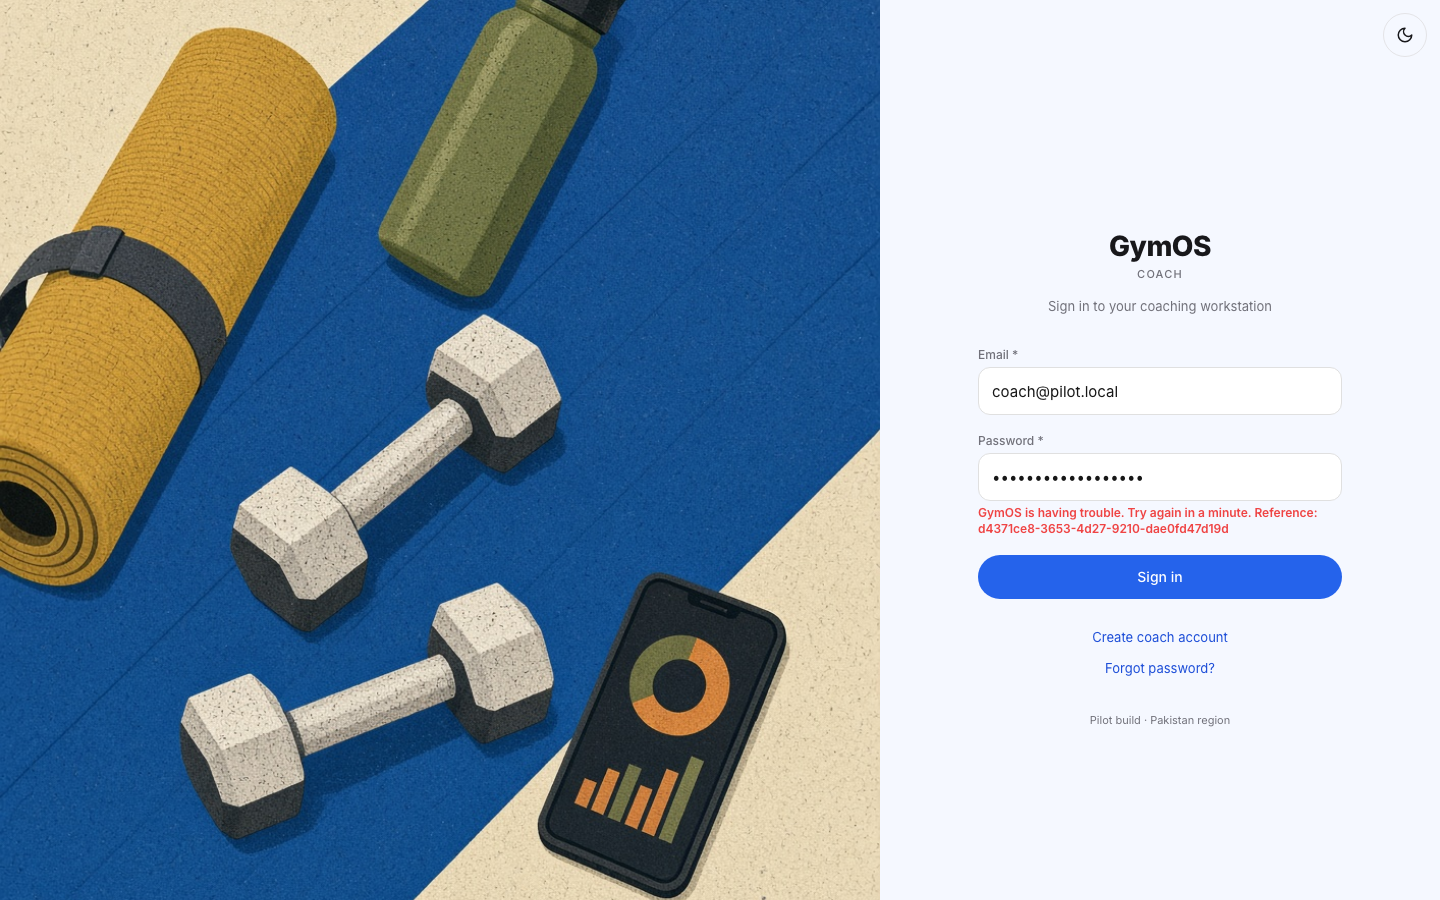 GymOS
COACH
Sign in to your coaching workstation
Email *
coach@pilot.local
Password *
••••••••••••••••••
GymOS is having trouble. Try again in a minute. Reference:
d4371ce8-3653-4d27-9210-dae0fd47d19d
Sign in
Create coach account
Forgot password?
Pilot build · Pakistan region